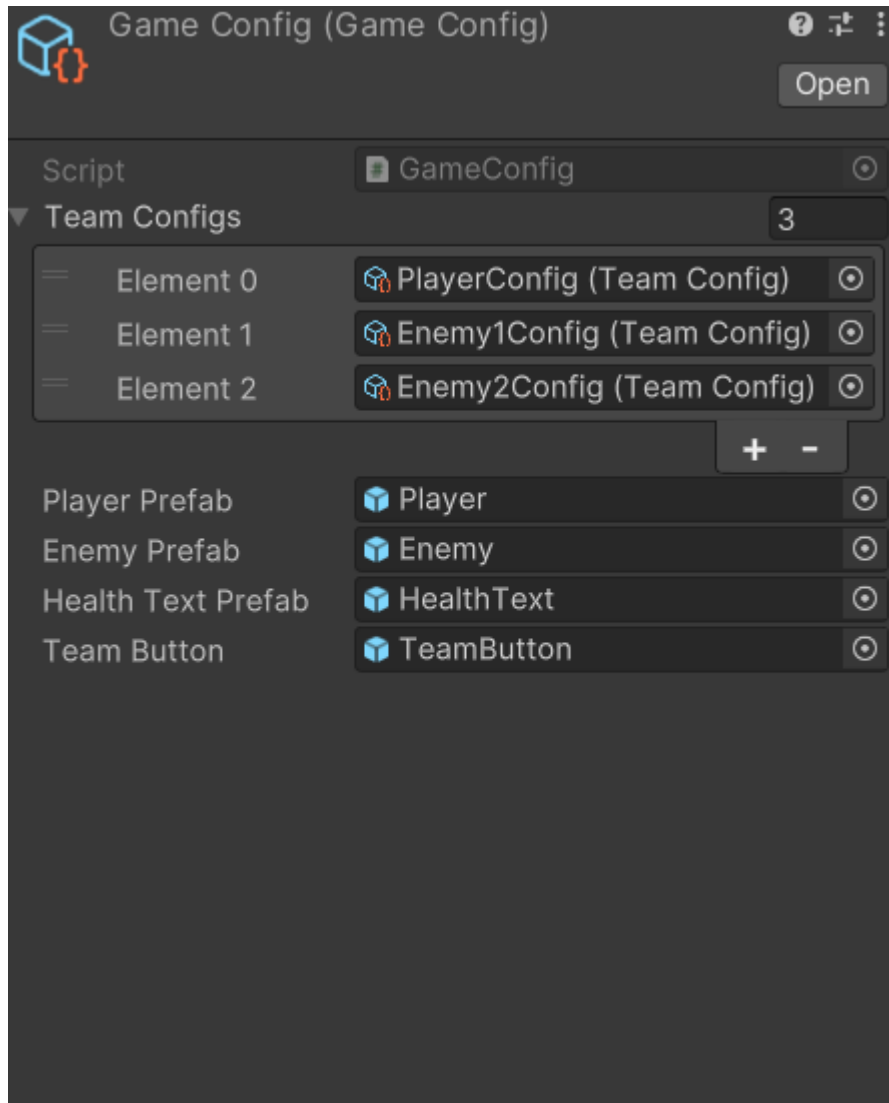 Game Config (Game Config)
Open
Script GameConfig
Team Configs 3
Element 0 PlayerConfig (Team Config)
Element 1 Enemy1Config (Team Config)
Element 2 Enemy2Config (Team Config)
+ -
Player Prefab Player
Enemy Prefab Enemy
Health Text Prefab HealthText
Team Button TeamButton